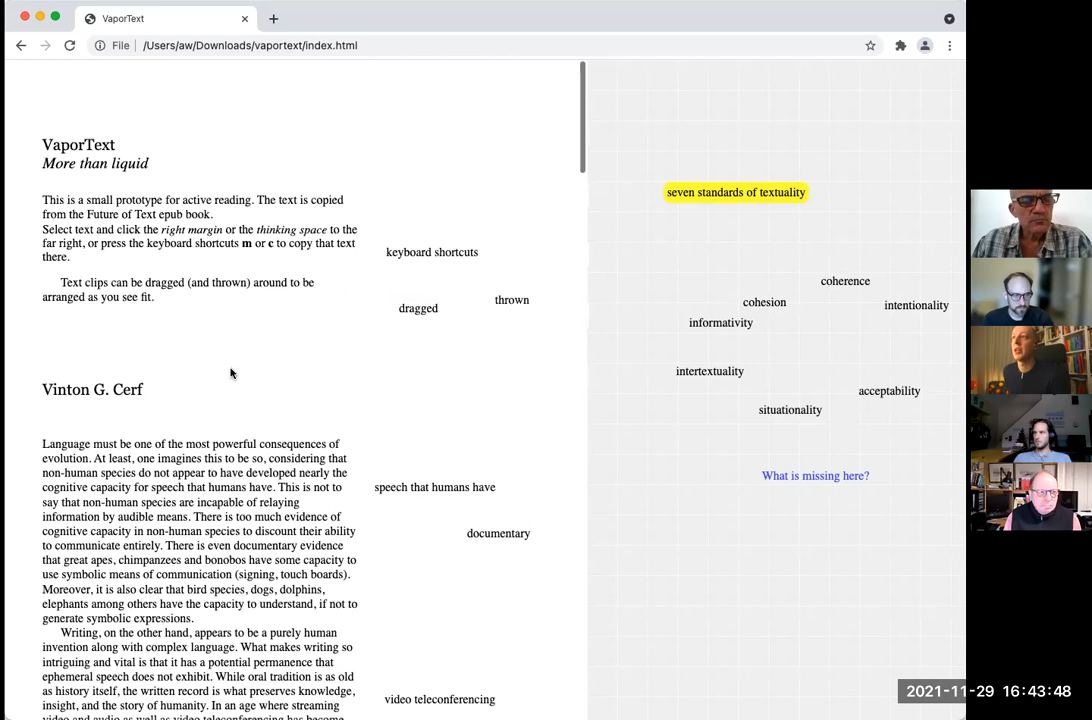 VaporText
File
/Users/aw/Downloads/vaportext/index.html
VaporText
More than liquid
This is a small prototype for active reading. The text is copied
from the Future of Text epub book.
Select text and click the right margin or the thinking space to the
far right, or press the keyboard shortcuts m or c to copy that text
there.
Text clips can be dragged (and thrown) around to be
arranged as you see fit.
keyboard shortcuts
thrown
dragged
Vinton G. Cerf
Language must be one of the most powerful consequences of
evolution. At least, one imagines this to be so, considering that
non-human species do not appear to have developed nearly the
cognitive capacity for speech that humans have. This is not to
say that non-human species are incapable of relaying
information by audible means. There is too much evidence of
cognitive capacity in non-human species to discount their ability
to communicate entirely. There is even documentary evidence
that great apes, chimpanzees and bonobos have some capacity to
use symbolic means of communication (signing, touch boards).
Moreover, it is also clear that bird species, dogs, dolphins,
elephants among others have the capacity to understand, if not to
generate symbolic expressions.
Writing, on the other hand, appears to be a purely human
invention along with complex language. What makes writing so
intriguing and vital is that it has a potential permanence that
ephemeral speech does not exhibit. While oral tradition is as old
as history itself, the written record is what preserves knowledge,
insight, and the story of humanity. In an age where streaming
video and audio as well as video teleconferencing has become
speech that humans have
documentary
video teleconferencing
seven standards of textuality
coherence
cohesion
intentionality
informativity
intertextuality
acceptability
situationality
What is missing here?
2021-11-29 16:43:48